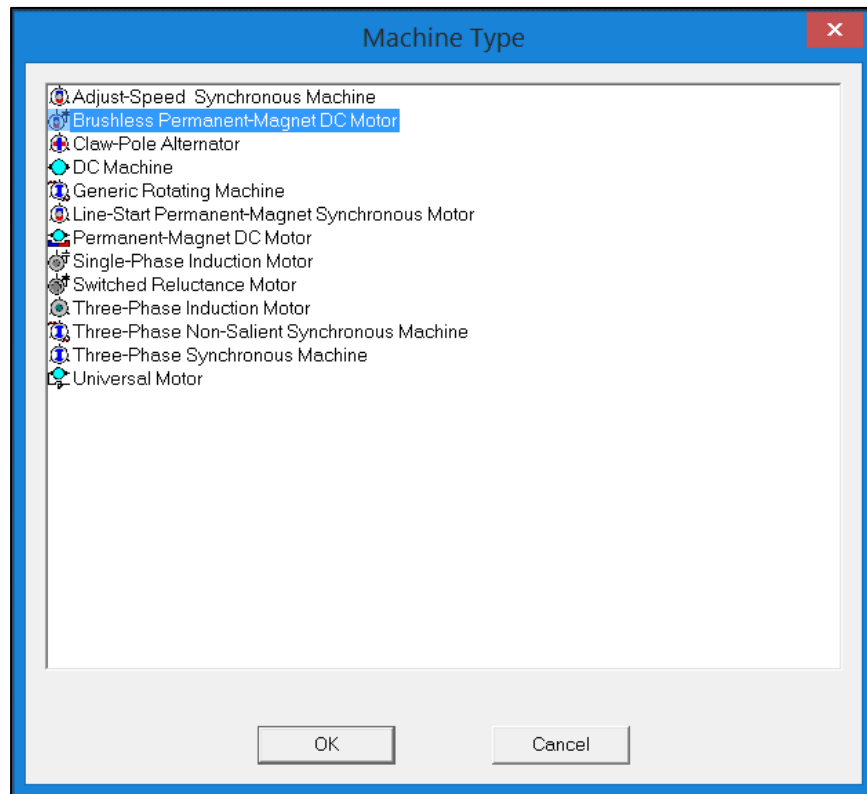 Machine Type
Adjust-Speed  Synchronous Machine
Brushless Permanent-Magnet DC Motor
Claw-Pole Alternator
DC Machine
Generic Rotating Machine
Line-Start Permanent-Magnet Synchronous Motor
Permanent-Magnet DC Motor
Single-Phase Induction Motor
Switched Reluctance Motor
Three-Phase Induction Motor
Three-Phase Non-Salient Synchronous Machine
Three-Phase Synchronous Machine
Universal Motor
OK Cancel